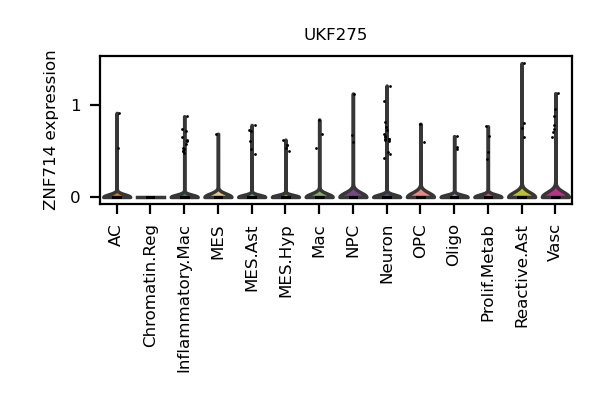 UKF275
ZNF714 expression
1
0
AC
Chromatin.Reg
Inflammatory.Mac
MES
MES.Ast
MES.Hyp
Mac
NPC
Neuron
OPC
Oligo
Prolif.Metab
Reactive.Ast
Vasc